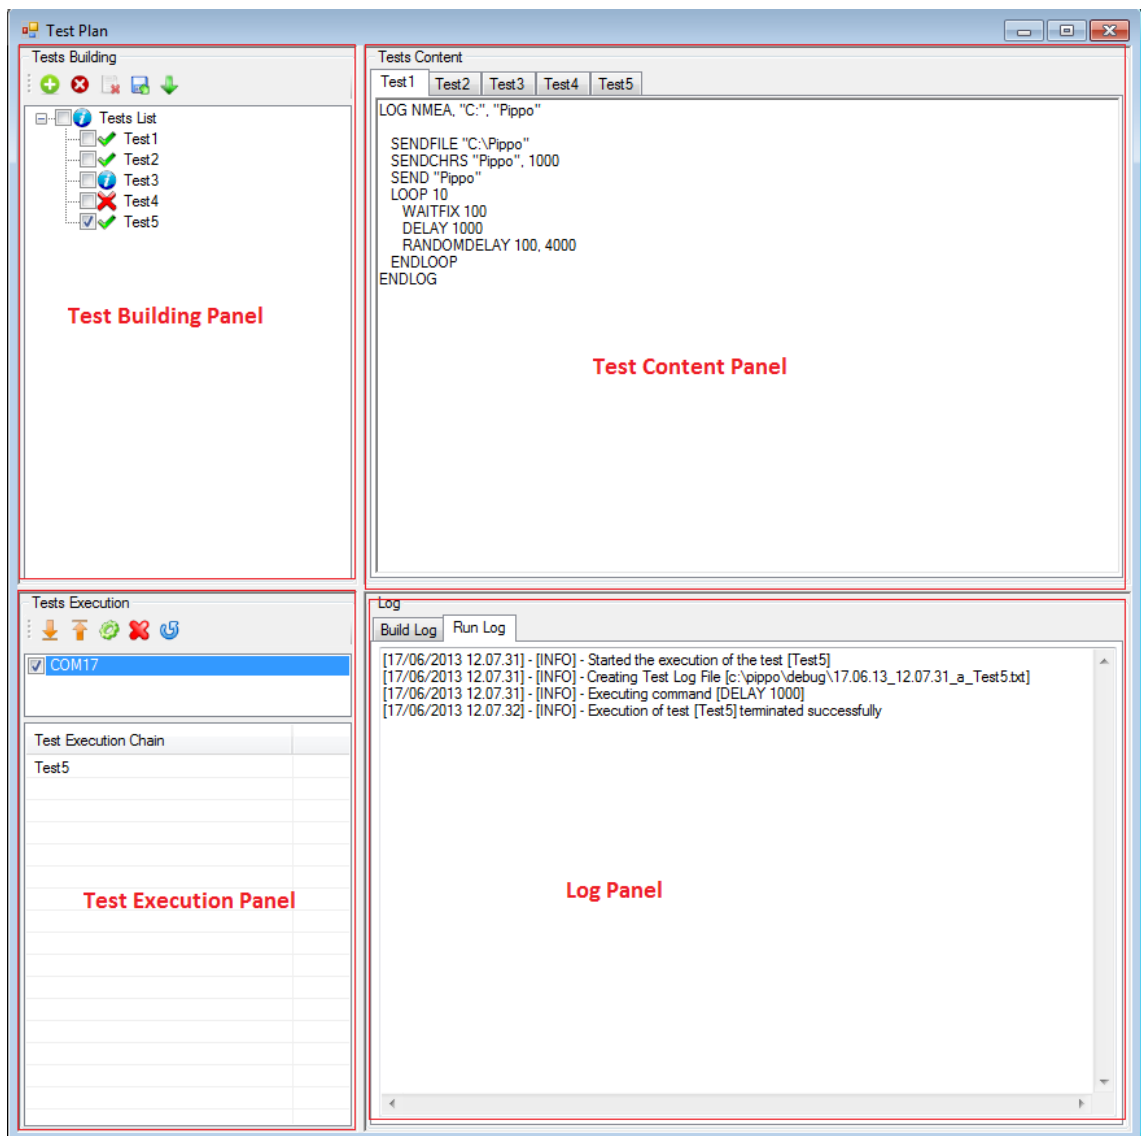 Test Plan
Tests Building
Tests List
Test1
Test2
Test3
Test4
Test5
Test Building Panel
Tests Content
Test1 Test2 Test3 Test4 Test5
LOG NMEA, "C:", "Pippo"
SENDFILE "C:\Pippo"
SENDCHRS "Pippo", 1000
SEND "Pippo"
LOOP 10
WAITFIX 100
DELAY 1000
RANDOMDELAY 100, 4000
ENDLOOP
ENDLOG
Test Content Panel
Tests Execution
COM17
Test Execution Chain
Test5
Test Execution Panel
Log
Build Log Run Log
[17/06/2013 12.07.31] - [INFO] - Started the execution of the test [Test5]
[17/06/2013 12.07.31] - [INFO] - Creating Test Log File [c:\pippo\debug\17.06.13_12.07.31_a_Test5.txt]
[17/06/2013 12.07.31] - [INFO] - Executing command [DELAY 1000]
[17/06/2013 12.07.32] - [INFO] - Execution of test [Test5] terminated successfully
Log Panel